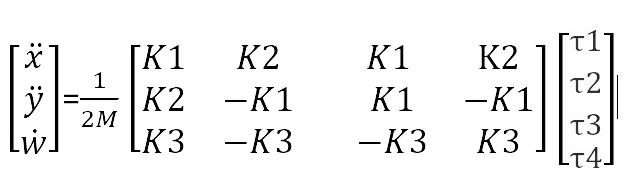 [ẍ ÿ ẇ] = 1/2M [K1 K2 K1 K2] [τ1
K2 −K1 K1 −K1 τ2
K3 −K3 −K3 K3 τ3
τ4]